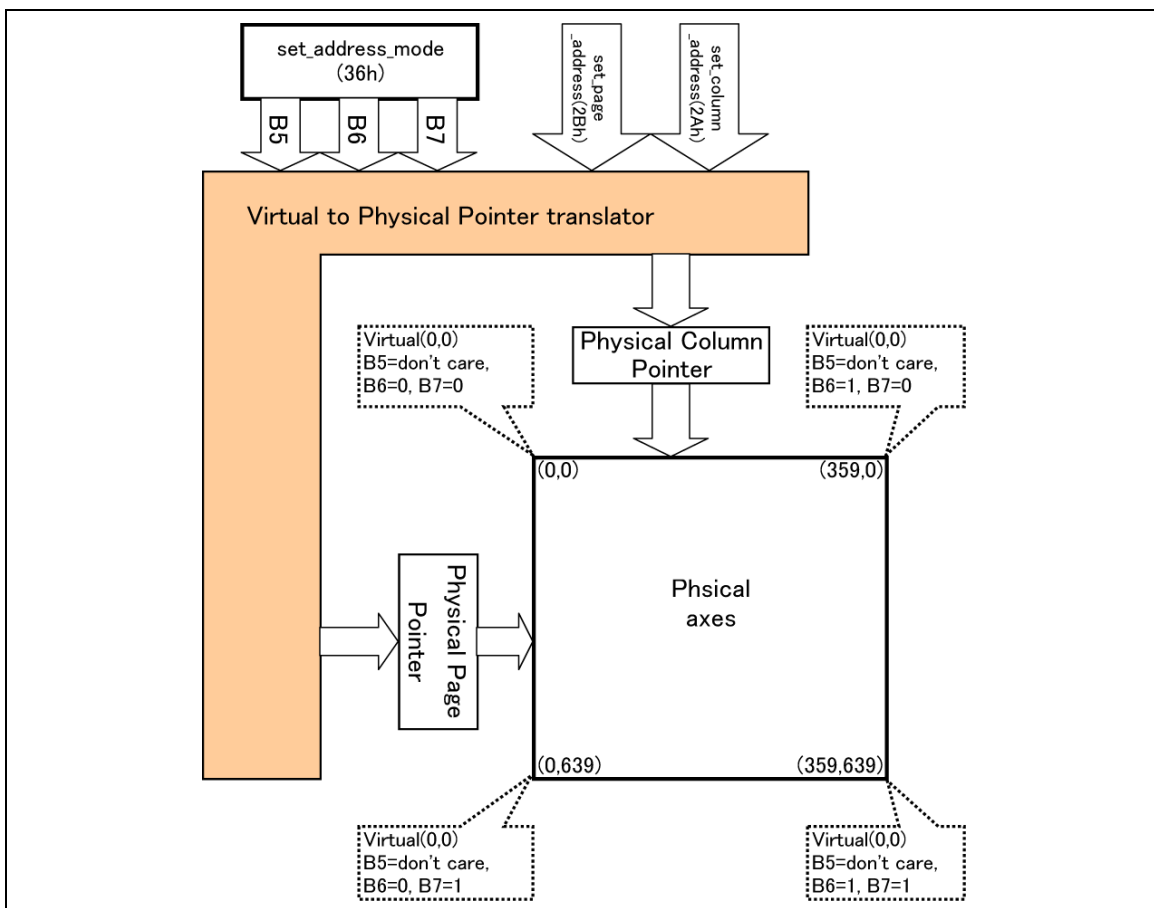 set_address_mode
(36h)
set_page
_address(2Bh)
set_column
_address(2Ah)
B5
B6
B7
Virtual to Physical Pointer translator
Virtual(0,0)
B5=don't care,
B6=0, B7=0
Physical Column
Pointer
Virtual(0,0)
B5=don't care,
B6=1, B7=0
(0,0)
(359,0)
Physical Page
Pointer
Phsical
axes
(0,639)
(359,639)
Virtual(0,0)
B5=don't care,
B6=0, B7=1
Virtual(0,0)
B5=don't care,
B6=1, B7=1